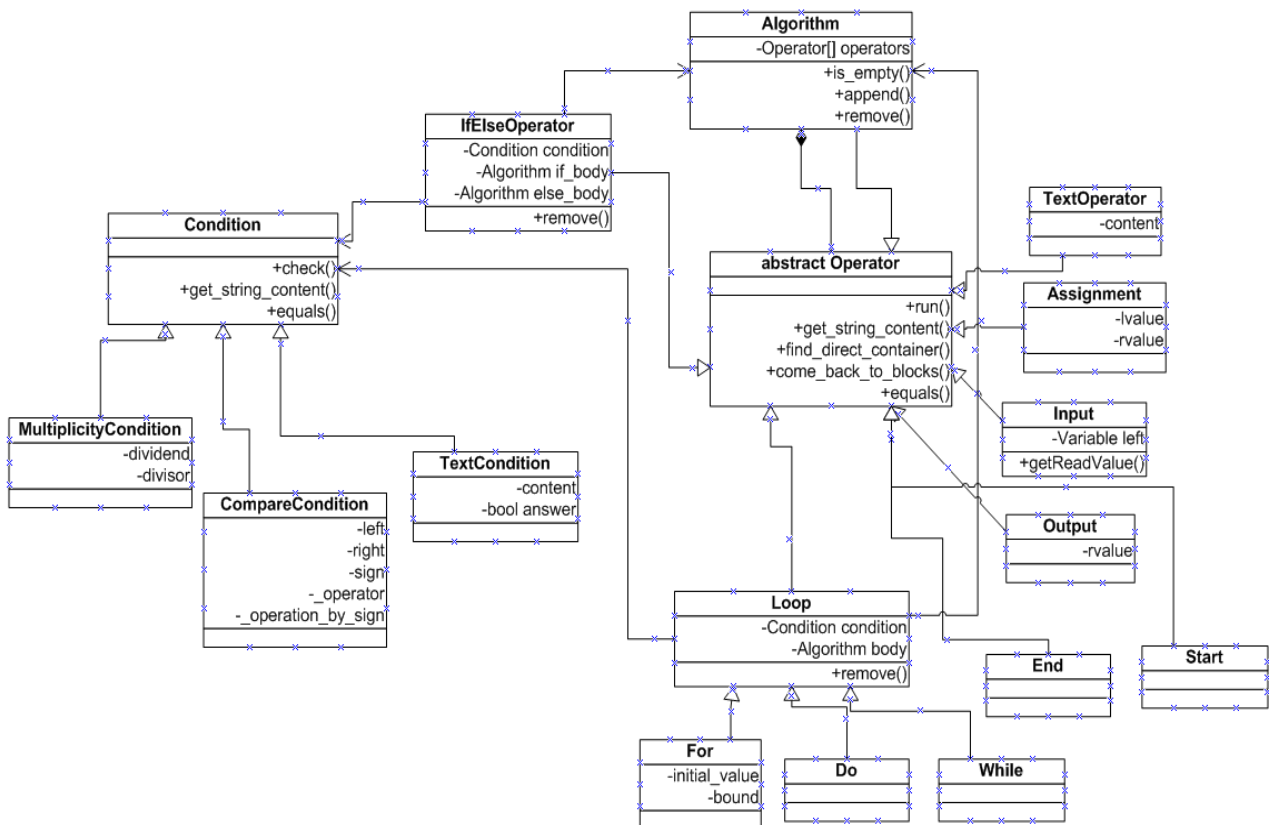 Algorithm
-Operator[] operators
+is_empty()
+append()
+remove()
IfElseOperator
-Condition condition
-Algorithm if_body
-Algorithm else_body
+remove()
Condition
+check()
+get_string_content()
+equals()
abstract Operator
+run()
+get_string_content()
+find_direct_container()
+come_back_to_blocks()
+equals()
TextOperator
-content
Assignment
-lvalue
-rvalue
Input
-Variable left
+getReadValue()
Output
-rvalue
MultiplicityCondition
-dividend
-divisor
CompareCondition
-left
-right
-sign
-_operator
-_operation_by_sign
TextCondition
-content
-bool answer
Loop
-Condition condition
-Algorithm body
+remove()
End
Start
For
-initial_value
-bound
Do
While